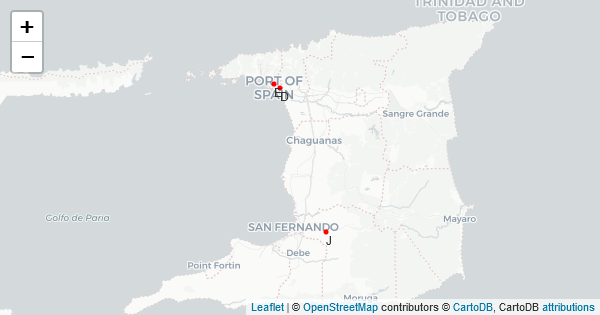 +
−
TRINIDAD AND
TOBAGO
PORT OF
SPAIN
E
D
Sangre Grande
Chaguanas
Golfo de Paria
SAN FERNANDO
Mayaro
J
Debe
Point Fortin
Moruga
Leaflet | © OpenStreetMap contributors © CartoDB, CartoDB attributions